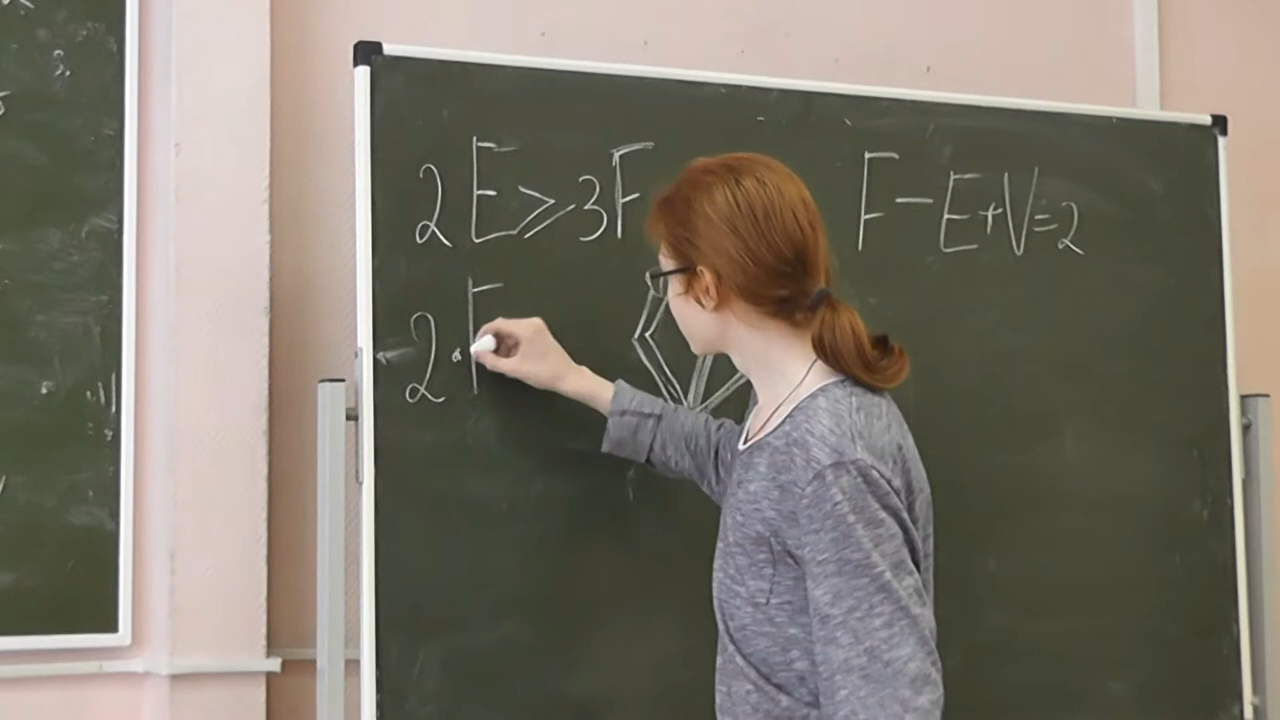 2E ⩾ 3F
F - E + V = 2
2 · F